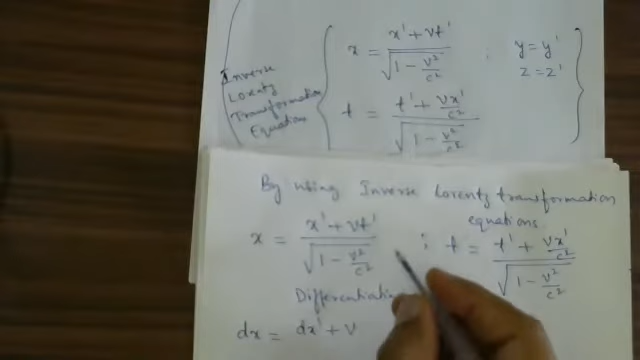 Inverse
Lorentz
Transformation
Equation
x = x' + vt' / √(1 - v²/c²) ; y = y'
z = z'
t = t' + vx'/c² / √(1 - v²/c²)
By using Inverse Lorentz transformation
equations
x = x' + vt' / √(1 - v²/c²) ; t = t' + vx'/c² / √(1 - v²/c²)
Differentiatin
dx = dx' + v